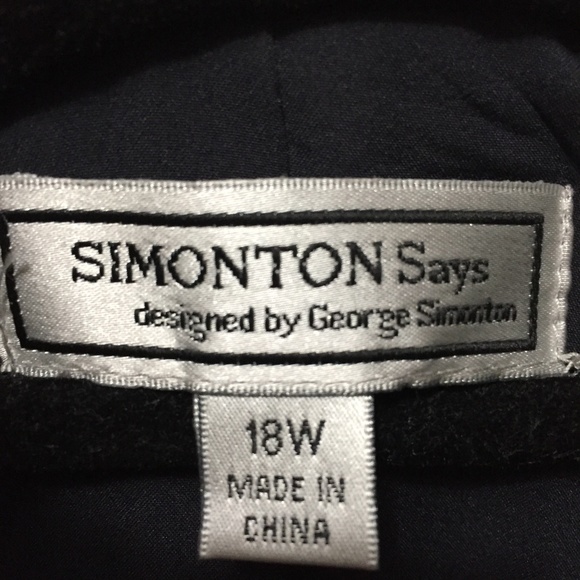 SIMONTON Says
designed by George Simonton
18W
MADE IN
CHINA